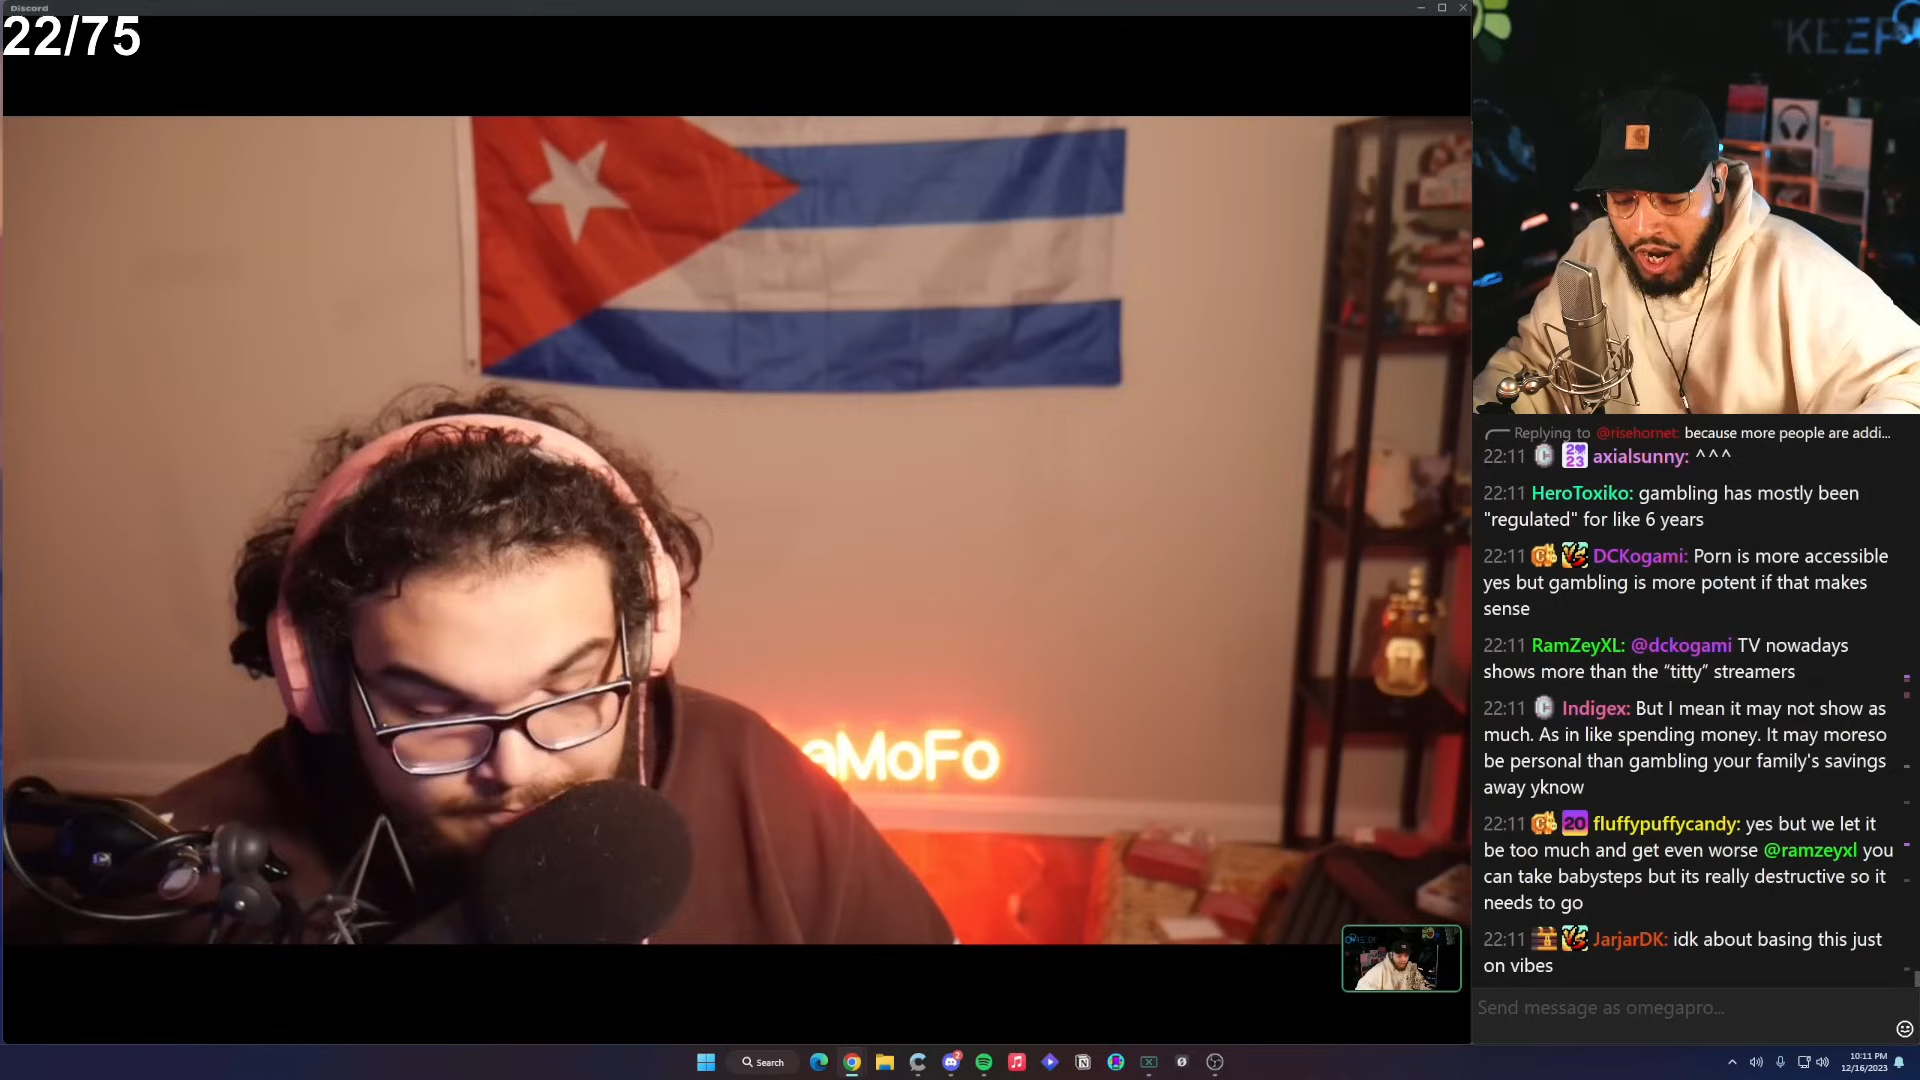 Discord
22/75
"KEEP
aMoFo
Replying to @risehornet: because more people are addi...
22:11 axialsunny: ^^^
22:11 HeroToxiko: gambling has mostly been
"regulated" for like 6 years
22:11 DCKogami: Porn is more accessible
yes but gambling is more potent if that makes
sense
22:11 RamZeyXL: @dckogami TV nowadays
shows more than the “titty” streamers
22:11 Indigex: But I mean it may not show as
much. As in like spending money. It may moreso
be personal than gambling your family's savings
away yknow
22:11 20 fluffypuffycandy: yes but we let it
be too much and get even worse @ramzeyxl you
can take babysteps but its really destructive so it
needs to go
22:11 JarjarDK: idk about basing this just
on vibes
Send message as omegapro...
Search
2
10:11 PM
12/16/2023